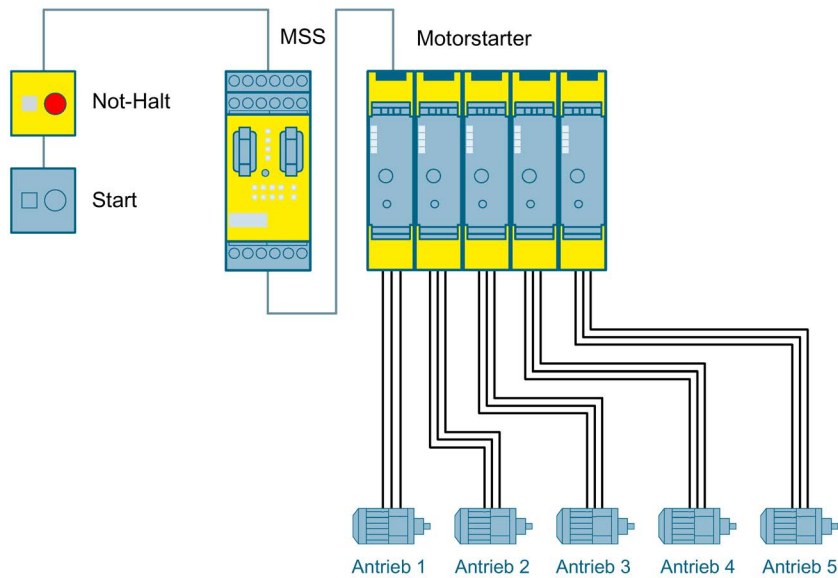 MSS
Motorstarter
Not-Halt
Start
Antrieb 1
Antrieb 2
Antrieb 3
Antrieb 4
Antrieb 5